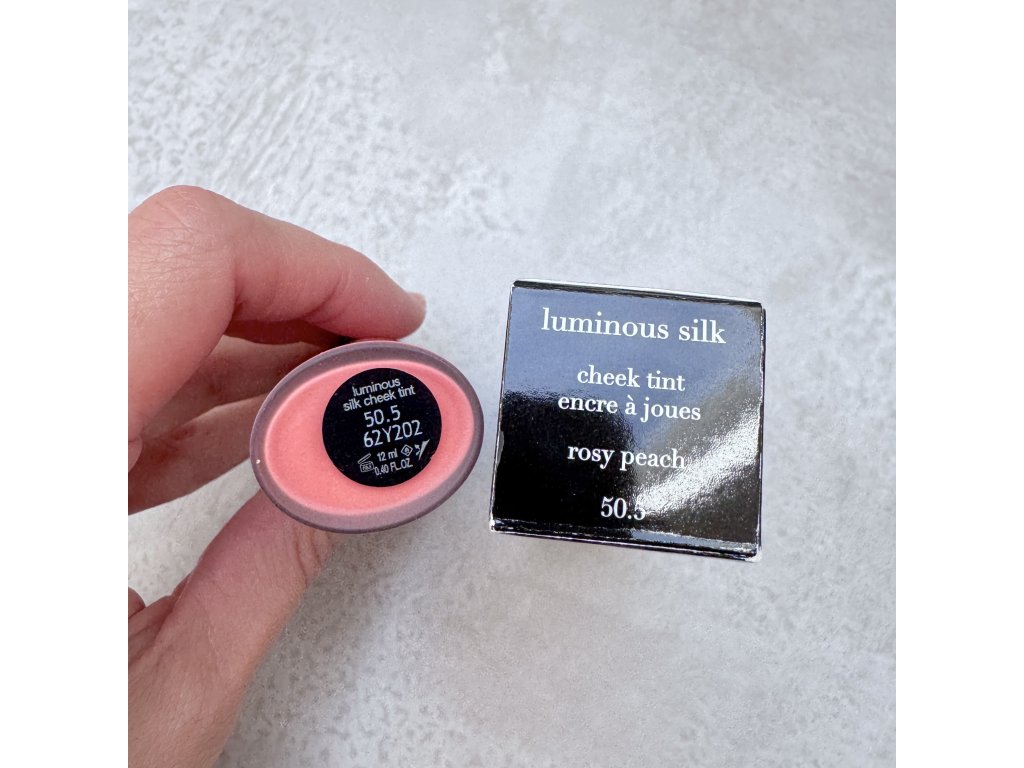 luminous
silk cheek tint
50.5
62Y202
12 ml
0.40 FL.OZ
luminous silk
cheek tint
encre à joues
rosy peach
50.5